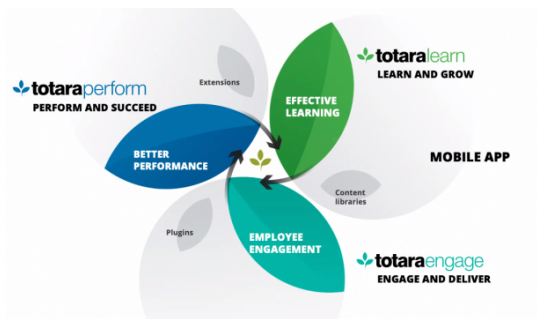 totaraperform
PERFORM AND SUCCEED
Extensions
totaralearn
LEARN AND GROW
EFFECTIVE
LEARNING
BETTER
PERFORMANCE
MOBILE APP
Content
libraries
Plugins
EMPLOYEE
ENGAGEMENT
totaraengage
ENGAGE AND DELIVER